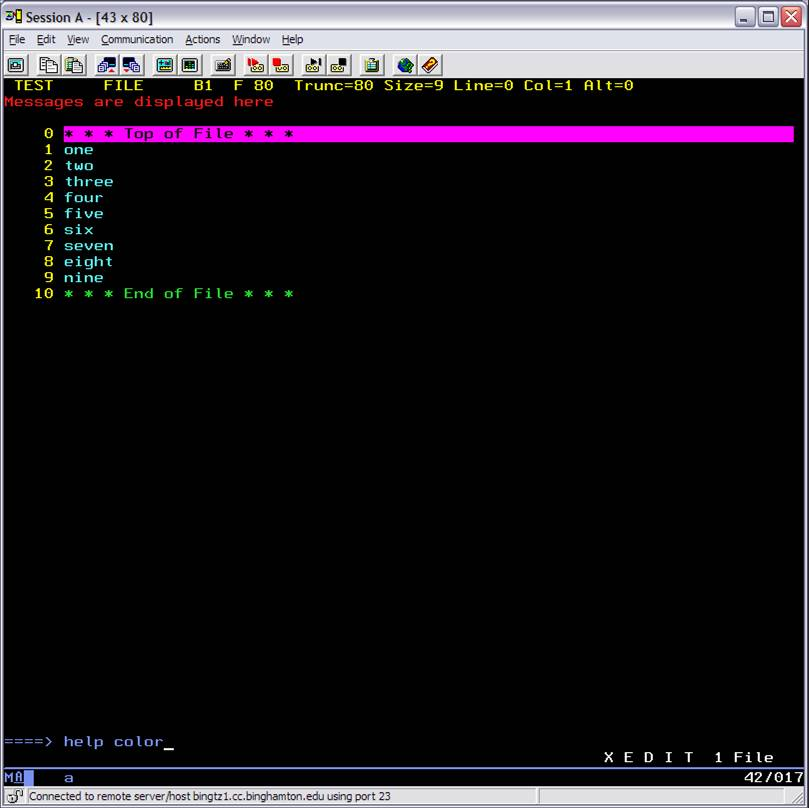 Session A - [43 x 80]
File Edit View Communication Actions Window Help
TEST FILE B1 F 80 Trunc=80 Size=9 Line=0 Col=1 Alt=0
Messages are displayed here
0 * * * Top of File * * *
1 one
2 two
3 three
4 four
5 five
6 six
7 seven
8 eight
9 nine
10 * * * End of File * * *
====> help color_
X E D I T 1 File
MA a 42/017
Connected to remote server/host bingtz1.cc.binghamton.edu using port 23